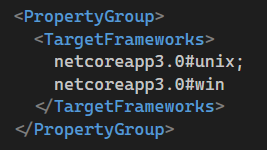 <PropertyGroup>
<TargetFrameworks>
netcoreapp3.0#unix;
netcoreapp3.0#win
</TargetFrameworks>
</PropertyGroup>